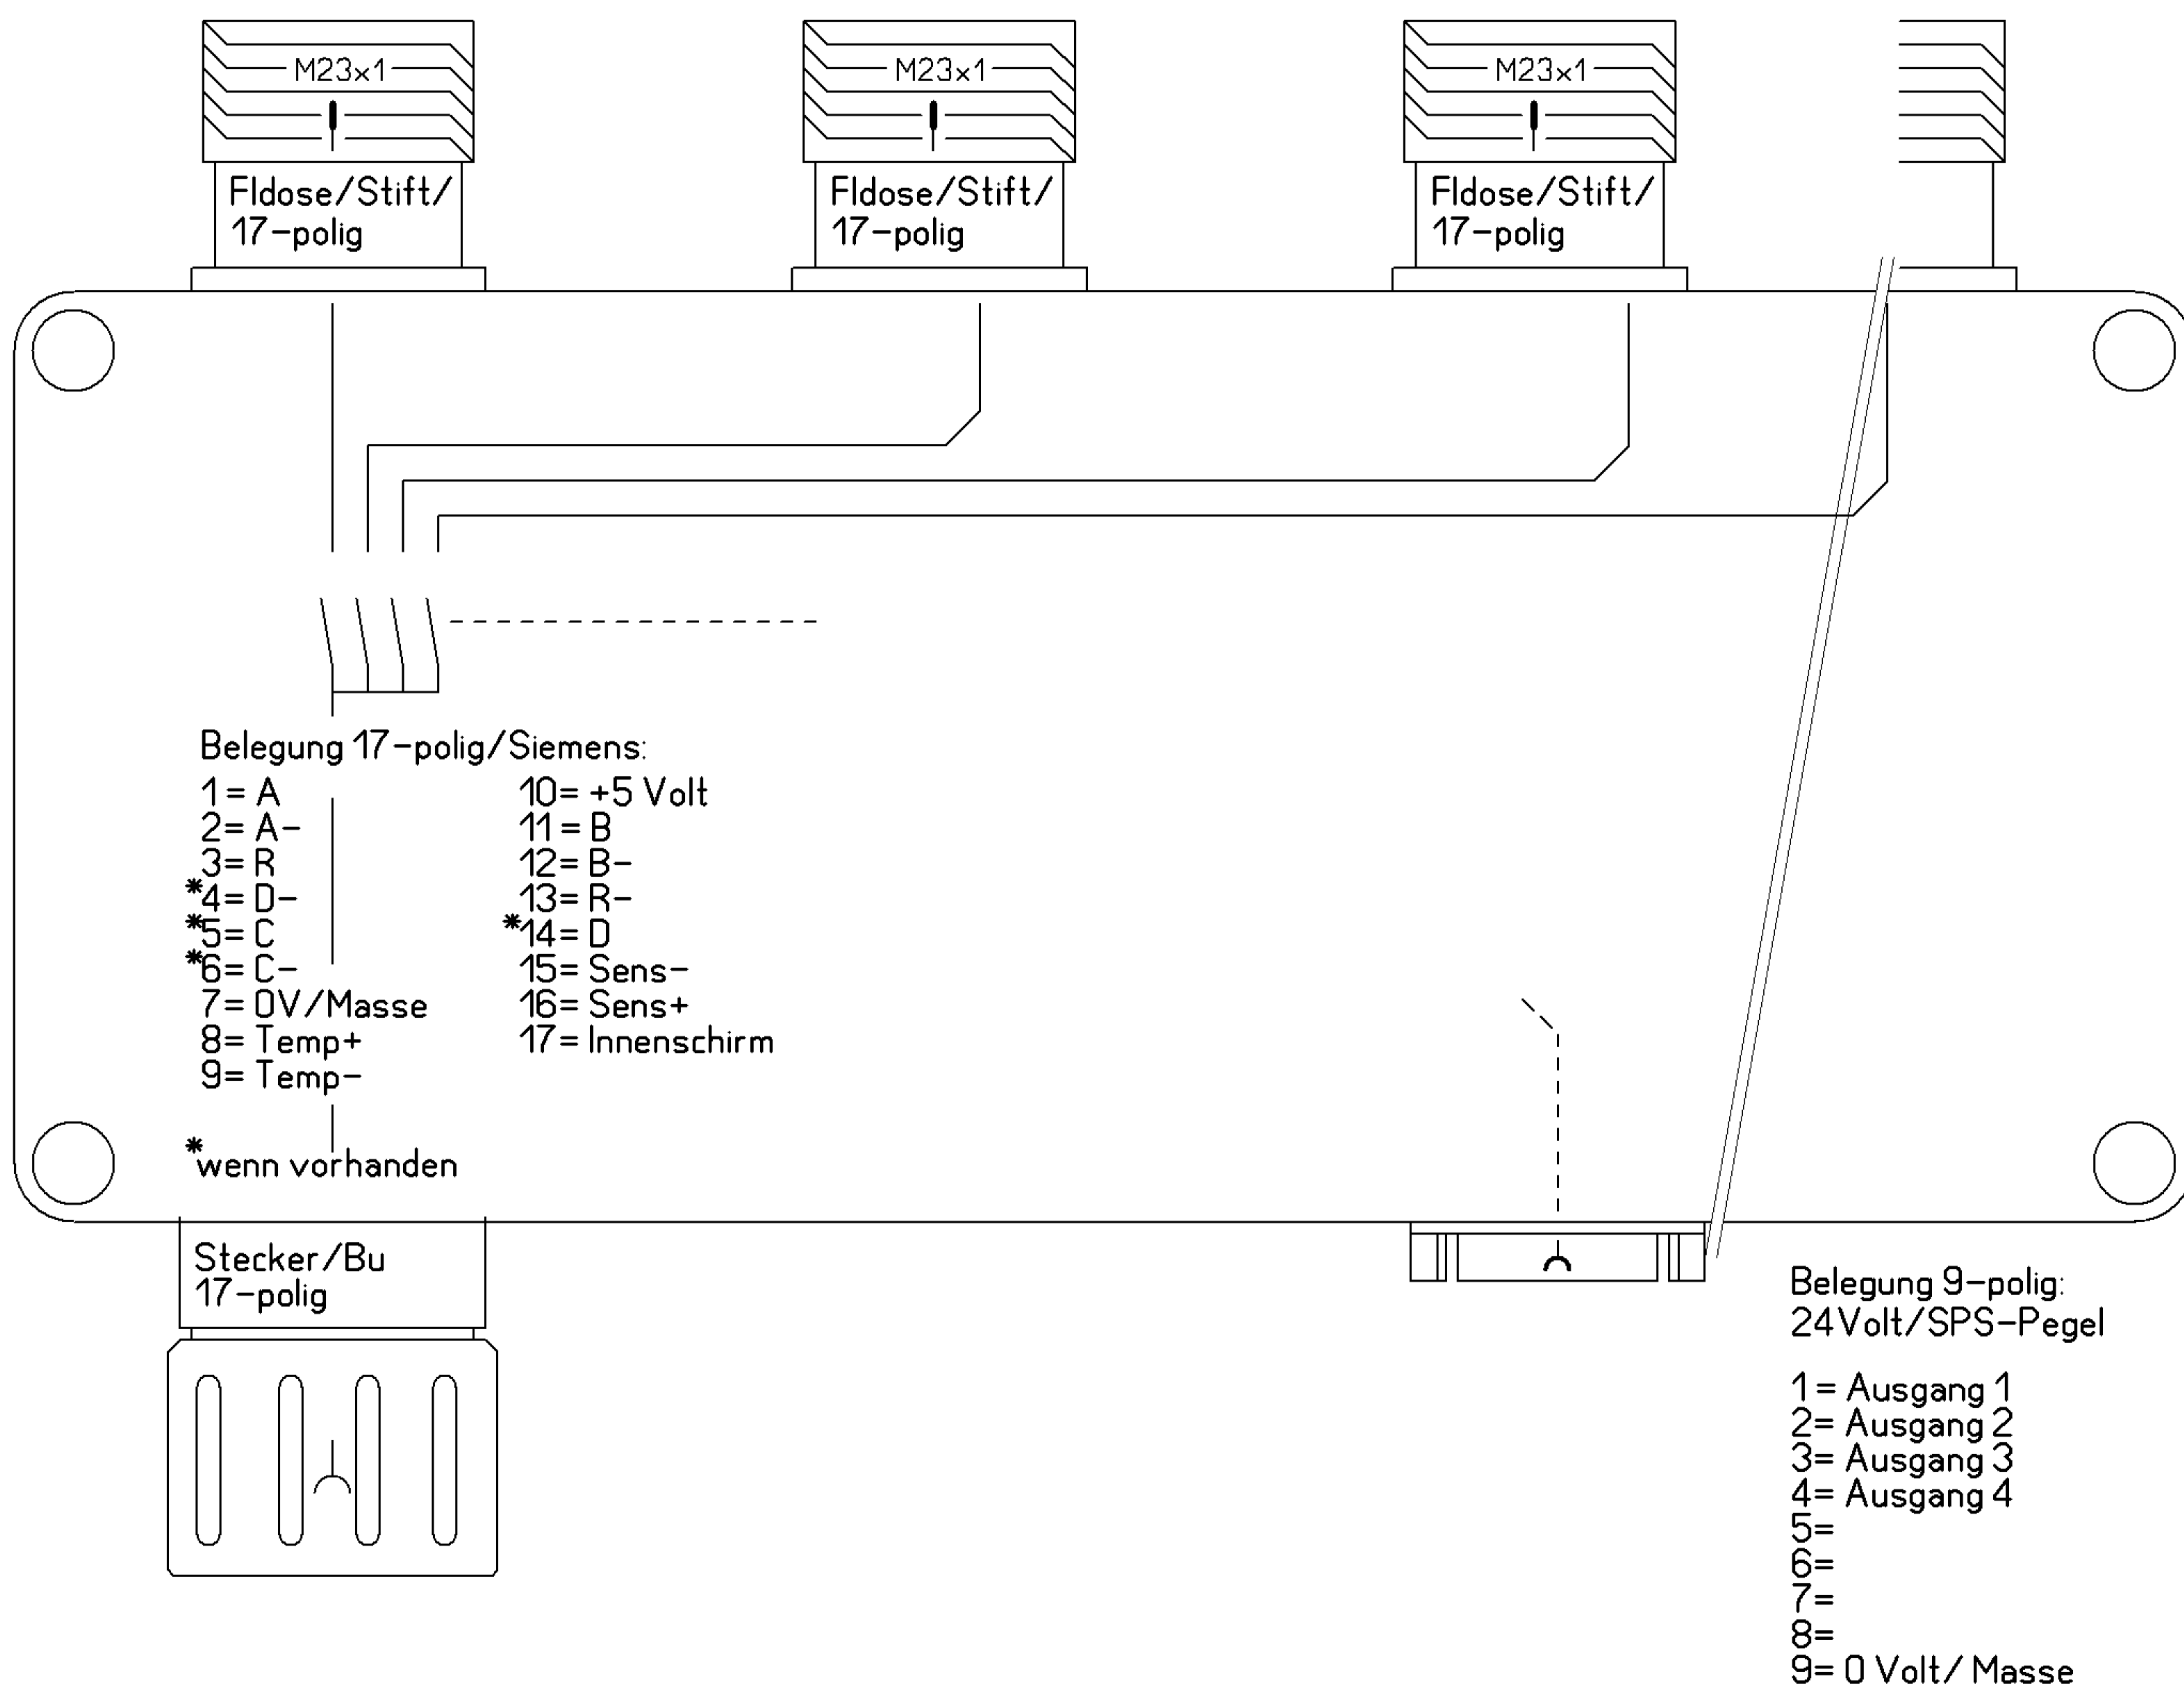 M23x1
M23x1
M23x1
Fldose/Stift/
17-polig
Fldose/Stift/
17-polig
Fldose/Stift/
17-polig
Belegung 17-polig/Siemens:
1= A
2= A-
3= R
*4= D-
*5= C
*6= C-
7= 0V/Masse
8= Temp+
9= Temp-
10= +5 Volt
11= B
12= B-
13= R-
*14= D
15= Sens-
16= Sens+
17= Innenschirm
*wenn vorhanden
Stecker/Bu
17-polig
Belegung 9-polig:
24Volt/SPS-Pegel
1= Ausgang 1
2= Ausgang 2
3= Ausgang 3
4= Ausgang 4
5=
6=
7=
8=
9= 0 Volt/ Masse